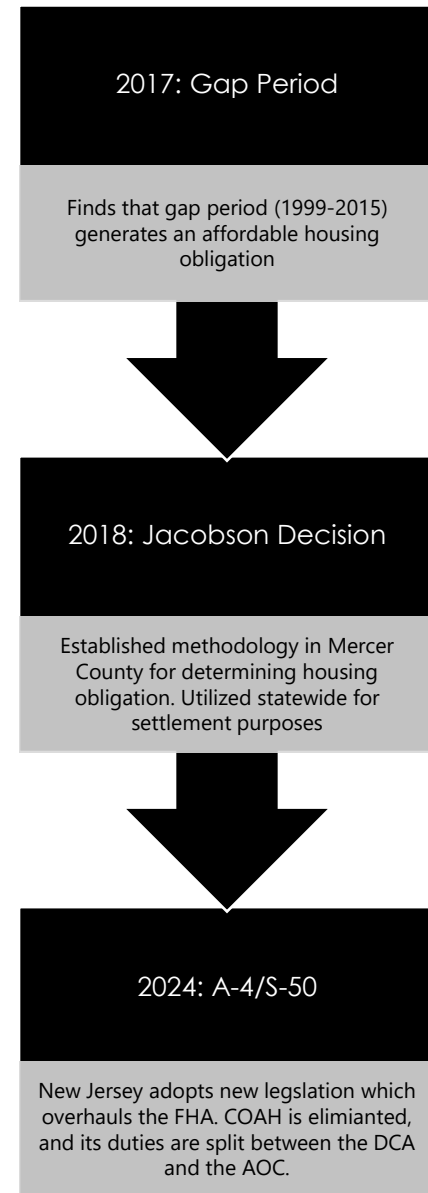 2017: Gap Period
Finds that gap period (1999-2015)
generates an affordable housing
obligation
2018: Jacobson Decision
Established methodology in Mercer
County for determining housing
obligation. Utilized statewide for
settlement purposes
2024: A-4/S-50
New Jersey adopts new legslation which
overhauls the FHA. COAH is elimianted,
and its duties are split between the DCA
and the AOC.